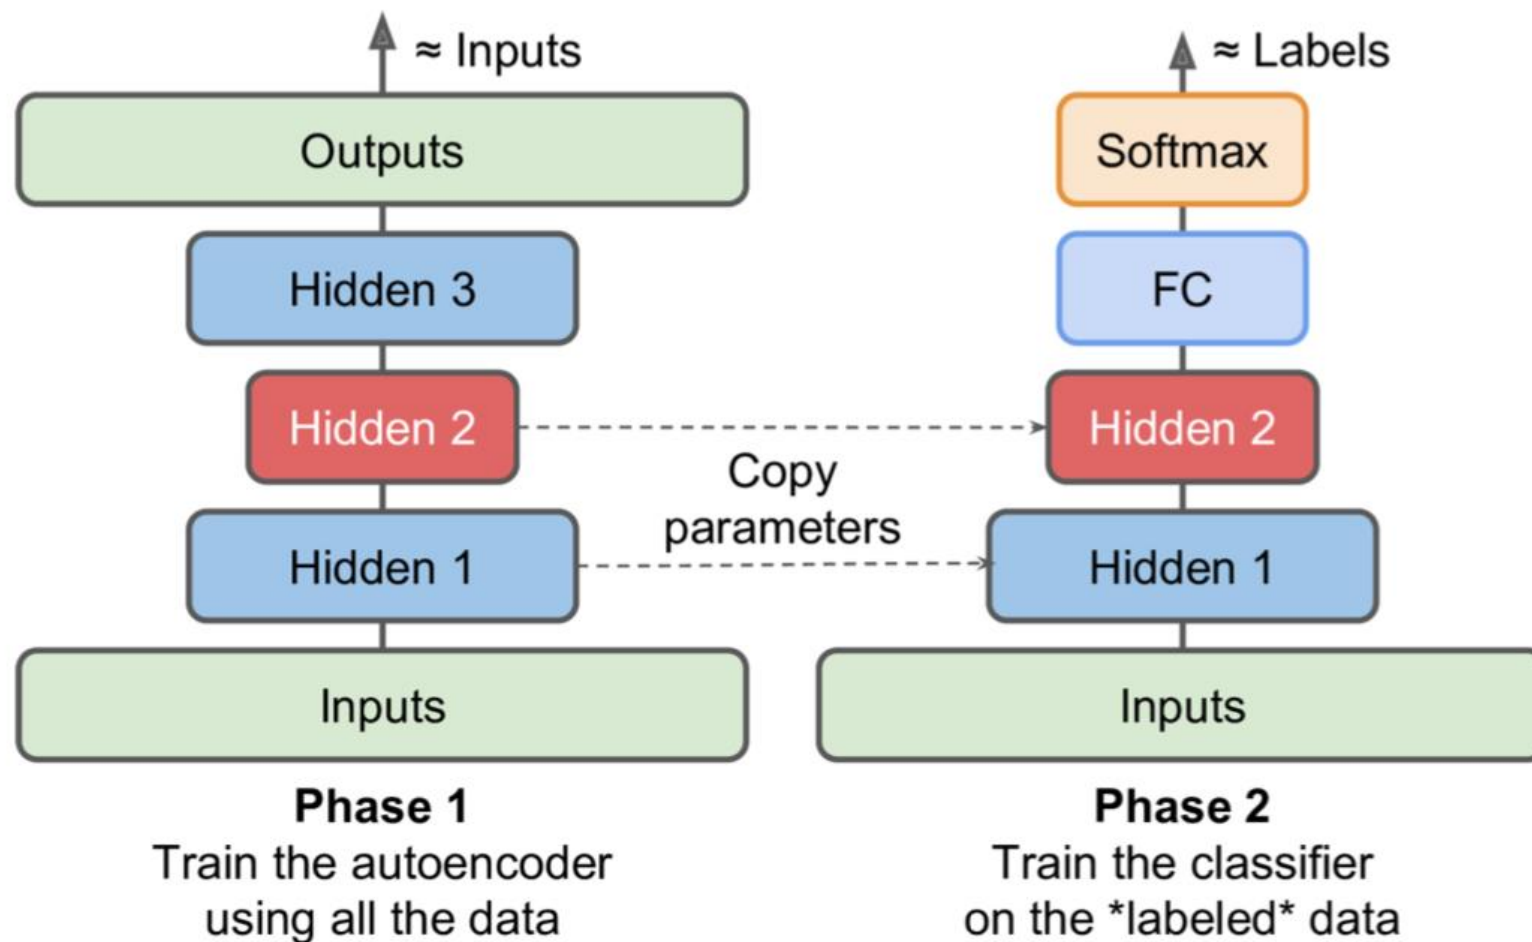 ≈ Inputs
Outputs
Hidden 3
Hidden 2
Hidden 1
Inputs
Phase 1
Train the autoencoder
using all the data
Copy
parameters
≈ Labels
Softmax
FC
Hidden 2
Hidden 1
Inputs
Phase 2
Train the classifier
on the *labeled* data